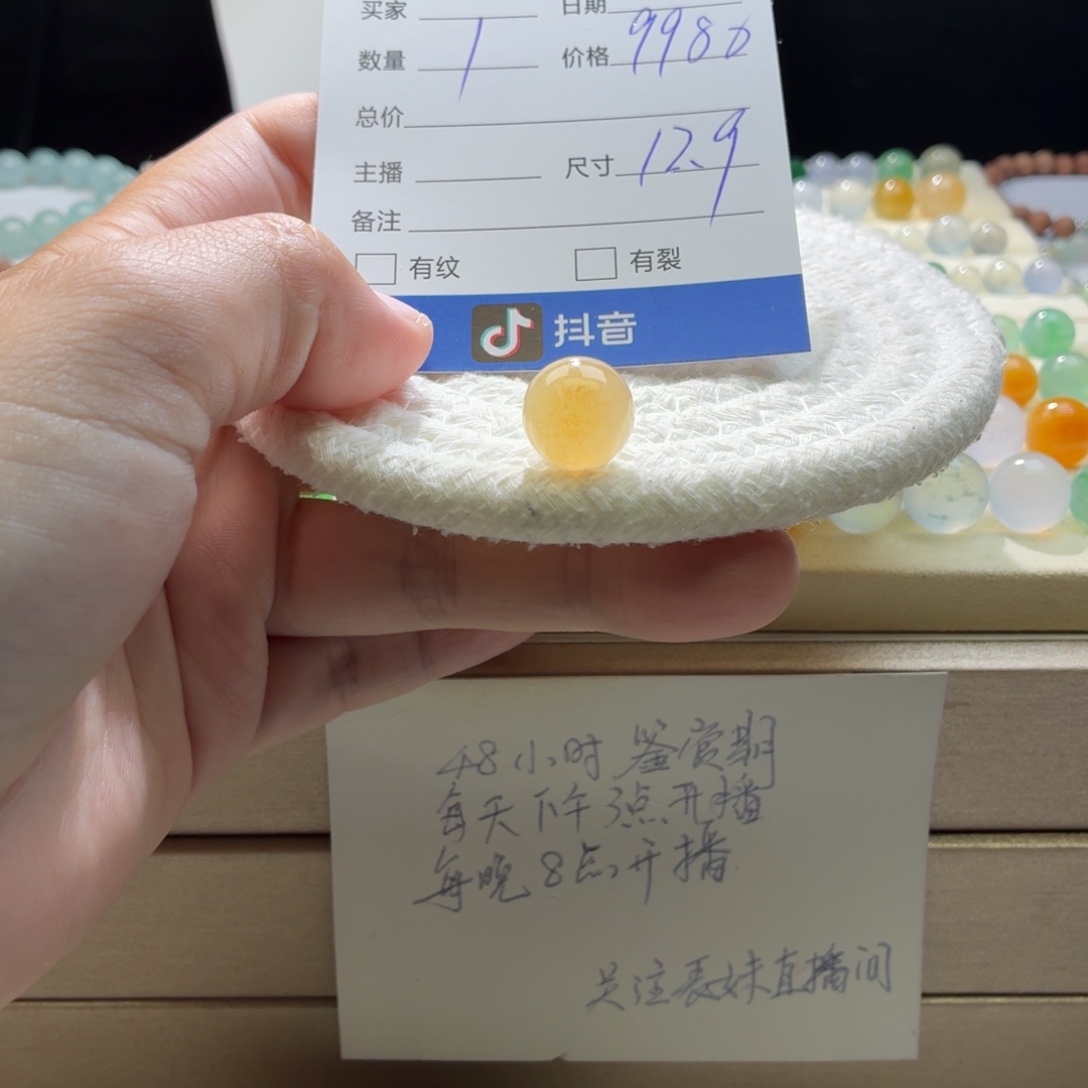 买家 日期
数量 1 价格 9980
总价
主播 尺寸 12.9
备注
有纹 有裂
抖音
48小时鉴赏期
每天下午3点开播
每晚8点开播
关注表妹直播间